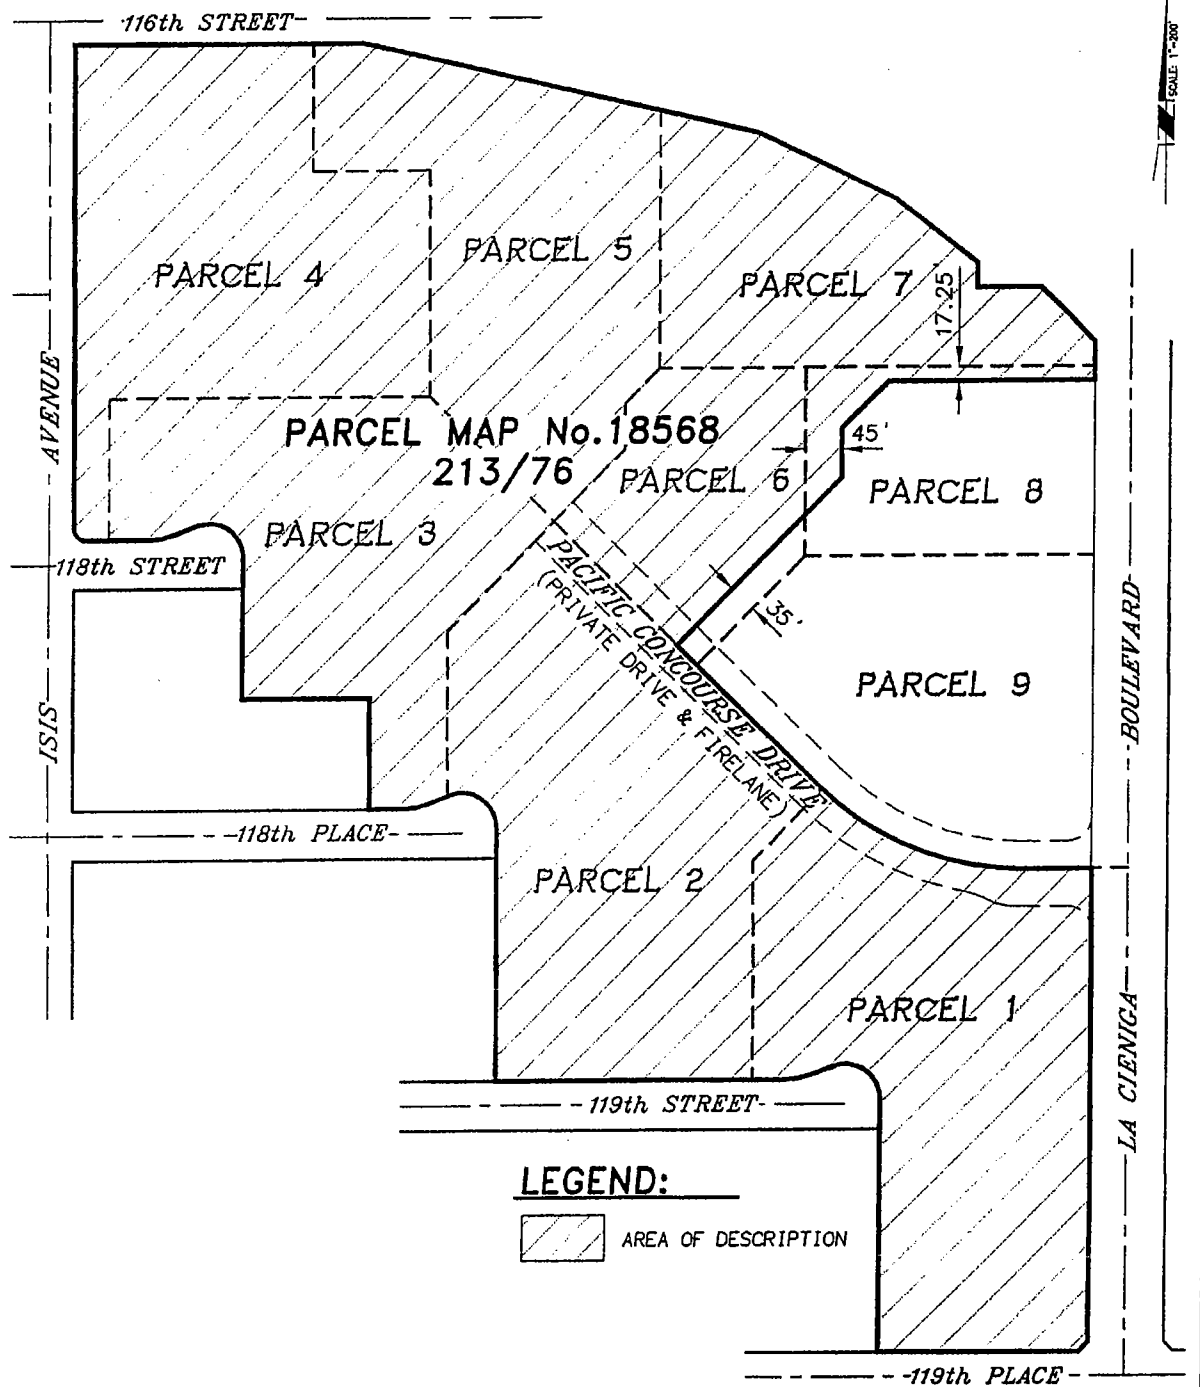 116th STREET
SCALE: 1"=200'
PARCEL 4
PARCEL 5
PARCEL 7
17.25'
ISIS AVENUE
PARCEL MAP No.18568
213/76
45'
PARCEL 6
PARCEL 8
PARCEL 3
118th STREET
PACIFIC CONCOURSE DRIVE
(PRIVATE DRIVE & FIRELANE)
35'
PARCEL 9
LA CIENIGA BOULEVARD
118th PLACE
PARCEL 2
PARCEL 1
119th STREET
LEGEND:
AREA OF DESCRIPTION
119th PLACE